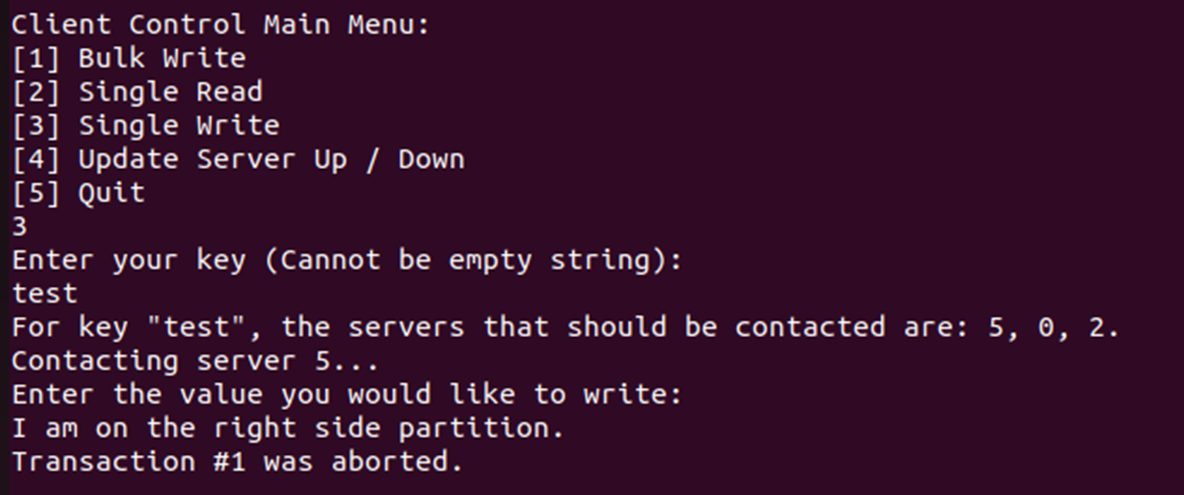 Client Control Main Menu:
[1] Bulk Write
[2] Single Read
[3] Single Write
[4] Update Server Up / Down
[5] Quit
3
Enter your key (Cannot be empty string):
test
For key "test", the servers that should be contacted are: 5, 0, 2.
Contacting server 5...
Enter the value you would like to write:
I am on the right side partition.
Transaction #1 was aborted.